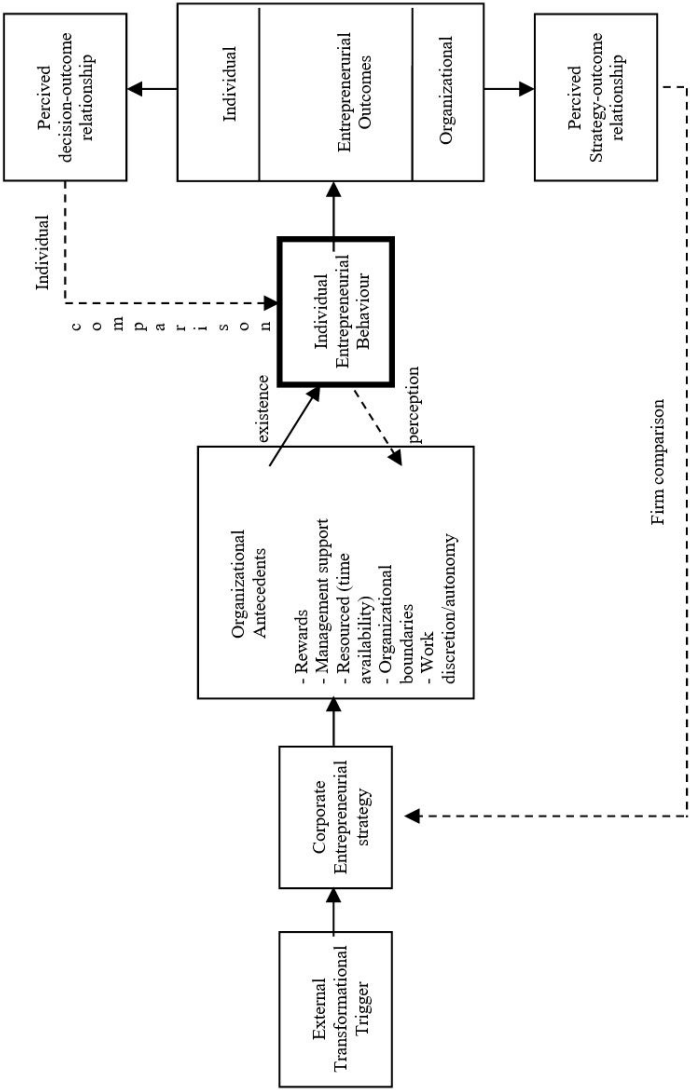 External
Transformational
Trigger
Corporate
Entrepreneurial
strategy
Organizational
Antecedents
- Rewards
- Management support
- Resourced (time
availability)
- Organizational
boundaries
- Work
discretion/autonomy
existence
perception
Individual
Entrepreneurial
Behaviour
Individual
c
o
m
p
a
r
i
s
o
n
Percived
decision-outcome
relationship
Individual
Entreprenerurial
Outcomes
Organizational
Percived
Strategy-outcome
relationship
Firm comparison